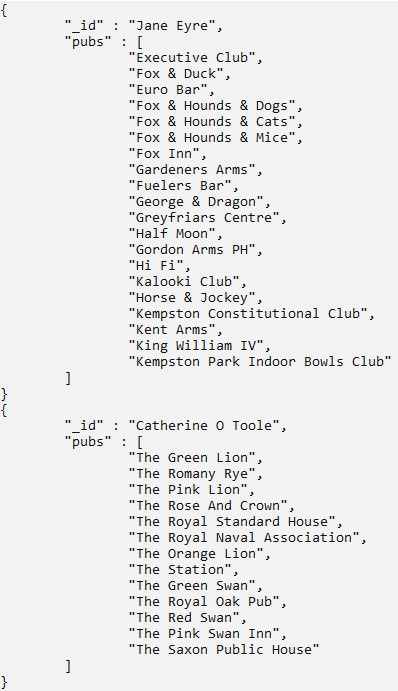 {
"_id" : "Jane Eyre",
"pubs" : [
"Executive Club",
"Fox & Duck",
"Euro Bar",
"Fox & Hounds & Dogs",
"Fox & Hounds & Cats",
"Fox & Hounds & Mice",
"Fox Inn",
"Gardeners Arms",
"Fuelers Bar",
"George & Dragon",
"Greyfriars Centre",
"Half Moon",
"Gordon Arms PH",
"Hi Fi",
"Kalooki Club",
"Horse & Jockey",
"Kempston Constitutional Club",
"Kent Arms",
"King William IV",
"Kempston Park Indoor Bowls Club"
]
}
{
"_id" : "Catherine O Toole",
"pubs" : [
"The Green Lion",
"The Romany Rye",
"The Pink Lion",
"The Rose And Crown",
"The Royal Standard House",
"The Royal Naval Association",
"The Orange Lion",
"The Station",
"The Green Swan",
"The Royal Oak Pub",
"The Red Swan",
"The Pink Swan Inn",
"The Saxon Public House"
]
}